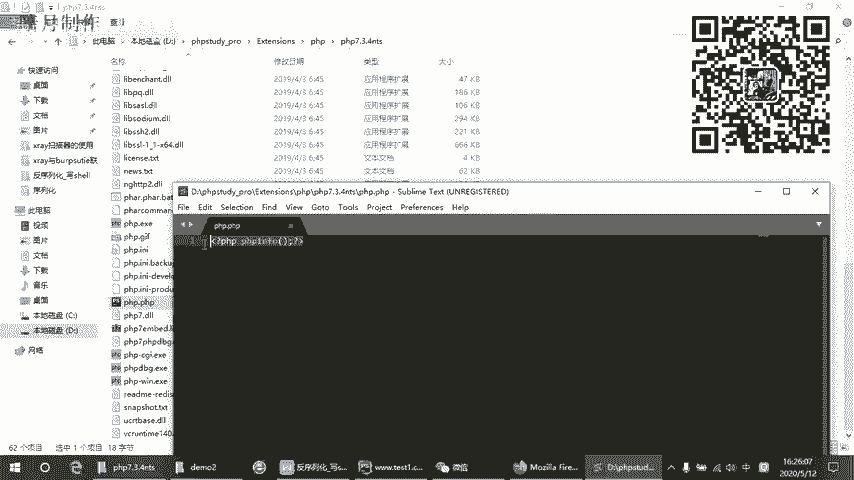 php7.3.4nts
璞月制作
查看
此电脑 > 本地磁盘 (D:) > phpstudy_pro > Extensions > php > php7.3.4nts
名称 修改日期 类型 大小
快速访问
桌面
下载
文档
图片
xray扫描器的使用
xray与burpsutie联
反序列化_写shell
序列化
此电脑
视频
图片
文档
下载
音乐
桌面
本地磁盘 (C:)
本地磁盘 (D:)
网络
libenchant.dll 2019/4/3 6:45 应用程序扩展 47 KB
libpq.dll 2019/4/3 6:45 应用程序扩展 186 KB
libsasl.dll 2019/4/3 6:45 应用程序扩展 106 KB
libsodium.dll 2019/4/3 6:45 应用程序扩展 294 KB
libssh2.dll 2019/4/3 6:45 应用程序扩展 221 KB
libssl-1_1-x64.dll 2019/4/3 6:45 应用程序扩展 666 KB
license.txt 2019/4/3 6:45 文本文档 4 KB
news.txt 2019/4/3 6:45 文本文档 62 KB
nghttp2.dll
phar.phar.bat
pharcommand
php.exe
php.gif
php.ini
php.ini.backup
php.ini-develo
php.ini-produ
php.php
php7.dll
php7embed.l
php7phpdbg.
php-cgi.exe
phpdbg.exe
php-win.exe
readme-redis
snapshot.txt
ucrtbase.dll
vcruntime140
D:\phpstudy_pro\Extensions\php\php7.3.4nts\php.php - Sublime Text (UNREGISTERED)
File Edit Selection Find View Goto Tools Project Preferences Help
php.php
<?php phpinfo();?>
62 个项目 选中 1 个项目 18 字节
php7.3.4nts
demo2
反序列化_写s...
www.test1.c...
微信
Mozilla Fire...
D:\phpstud...
中
16:26:07
2020/5/12